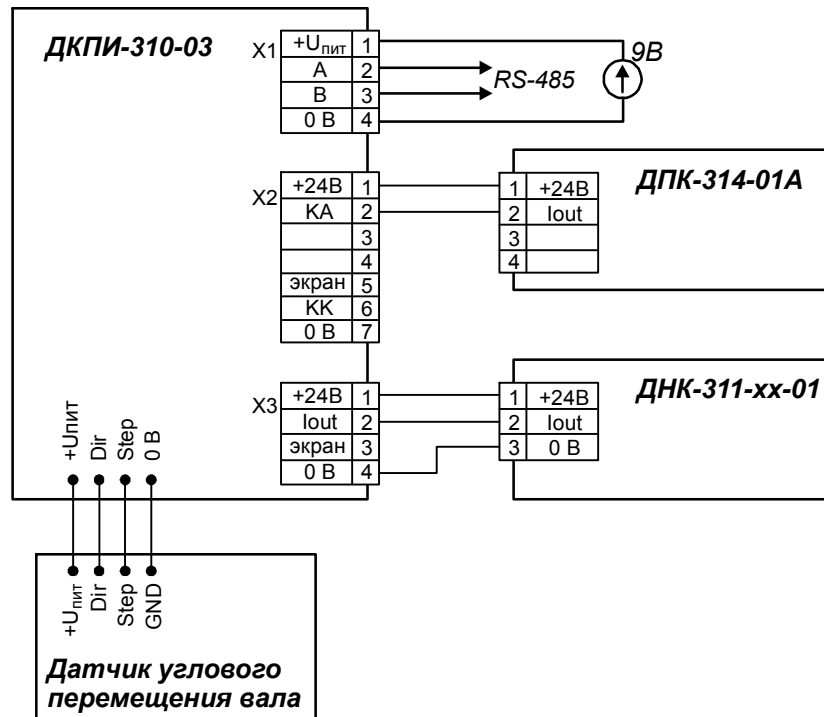 ДКПИ-310-03
X1
+Uпит 1
A 2
B 3
0 В 4
RS-485
9В
X2
+24В 1
КА 2
3
4
экран 5
КК 6
0 В 7
1 +24В
2 Iout
3
4
ДПК-314-01А
X3
+24В 1
Iout 2
экран 3
0 В 4
1 +24В
2 Iout
3 0 В
ДНК-311-хх-01
+Uпит
Dir
Step
0 В
+Uпит
Dir
Step
GND
Датчик углового
перемещения вала